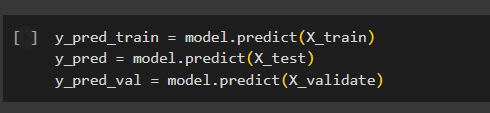 [ ] y_pred_train = model.predict(X_train)
y_pred = model.predict(X_test)
y_pred_val = model.predict(X_validate)